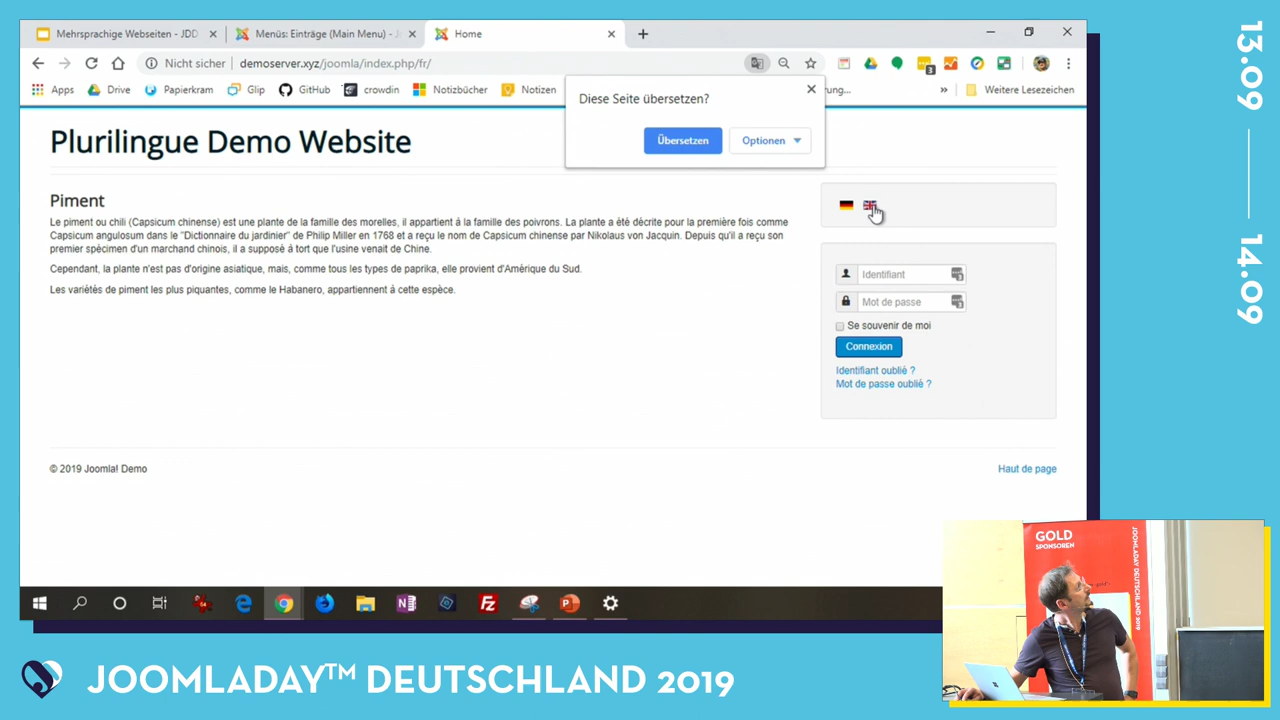 Mehrsprachige Webseiten - JDD
Menüs: Einträge (Main Menu) - J
Home
Nicht sicher
demoserver.xyz/joomla/index.php/fr/
Apps
Drive
Papierkram
Glip
GitHub
crowdin
Notizbücher
Notizen
rung...
»
Weitere Lesezeichen
Diese Seite übersetzen?
Übersetzen
Optionen
Plurilingue Demo Website
Piment
Le piment ou chili (Capsicum chinense) est une plante de la famille des morelles, il appartient à la famille des poivrons. La plante a été décrite pour la première fois comme
Capsicum angulosum dans le "Dictionnaire du jardinier" de Philip Miller en 1768 et a reçu le nom de Capsicum chinense par Nikolaus von Jacquin. Depuis qu'il a reçu son
premier spécimen d'un marchand chinois, il a supposé à tort que l'usine venait de Chine.
Cependant, la plante n'est pas d'origine asiatique, mais, comme tous les types de paprika, elle provient d'Amérique du Sud.
Les variétés de piment les plus piquantes, comme le Habanero, appartiennent à cette espèce.
Identifiant
Mot de passe
Se souvenir de moi
Connexion
Identifiant oublié ?
Mot de passe oublié ?
© 2019 Joomla! Demo
Haut de page
13.09
14.09
GOLD
SPONSOREN
JOOMLADAY DEUTSCHLAND 2019
JOOMLADAY™ DEUTSCHLAND 2019